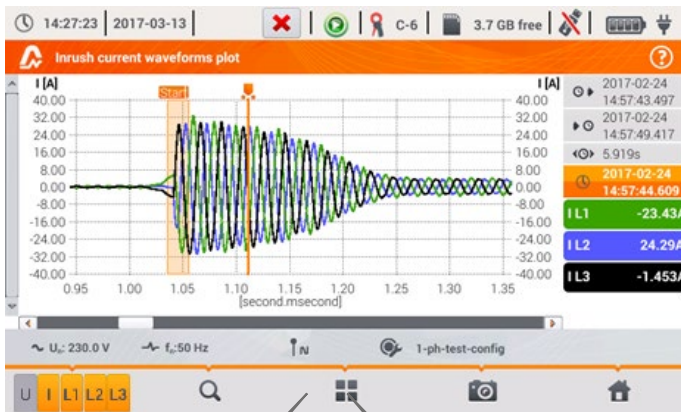 14:27:23 2017-03-13 C-6 3.7 GB free
Inrush current waveforms plot ?
I [A] I [A]
Start
40.00 40.00
32.00 32.00
24.00 24.00
16.00 16.00
8.00 8.00
0.00 0.00
-8.00 -8.00
-16.00 -16.00
-24.00 -24.00
-32.00 -32.00
-40.00 -40.00
0.95 1.00 1.05 1.10 1.15 1.20 1.25 1.30 1.35
[second.msecond]
2017-02-24
14:57:43.497
2017-02-24
14:57:49.417
5.919s
2017-02-24
14:57:44.609
I L1 -23.43A
I L2 24.29A
I L3 -1.453A
Uₙ: 230.0 V fₙ:50 Hz N 1-ph-test-config
U I L1 L2 L3